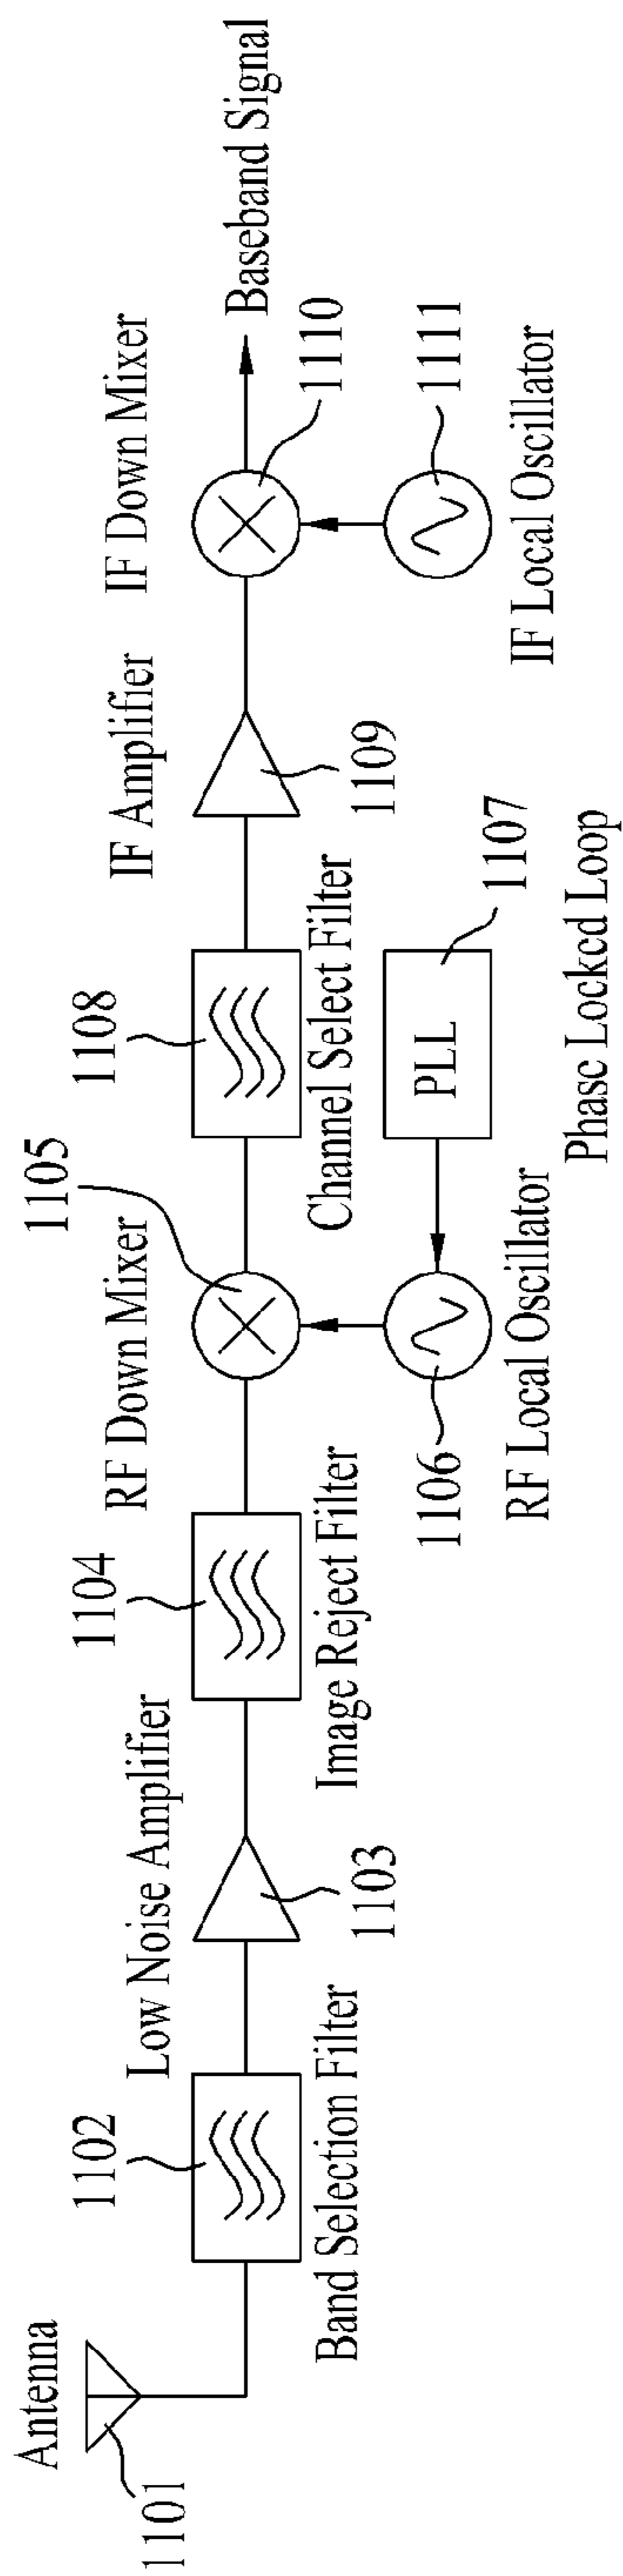 Antenna
1101
1102
Band Selection Filter
Low Noise Amplifier
1103
1104
Image Reject Filter
RF Down Mixer
1105
1106
RF Local Oscillator
PLL
1107
Phase Locked Loop
1108
Channel Select Filter
IF Amplifier
1109
IF Down Mixer
1110
1111
IF Local Oscillator
Baseband Signal